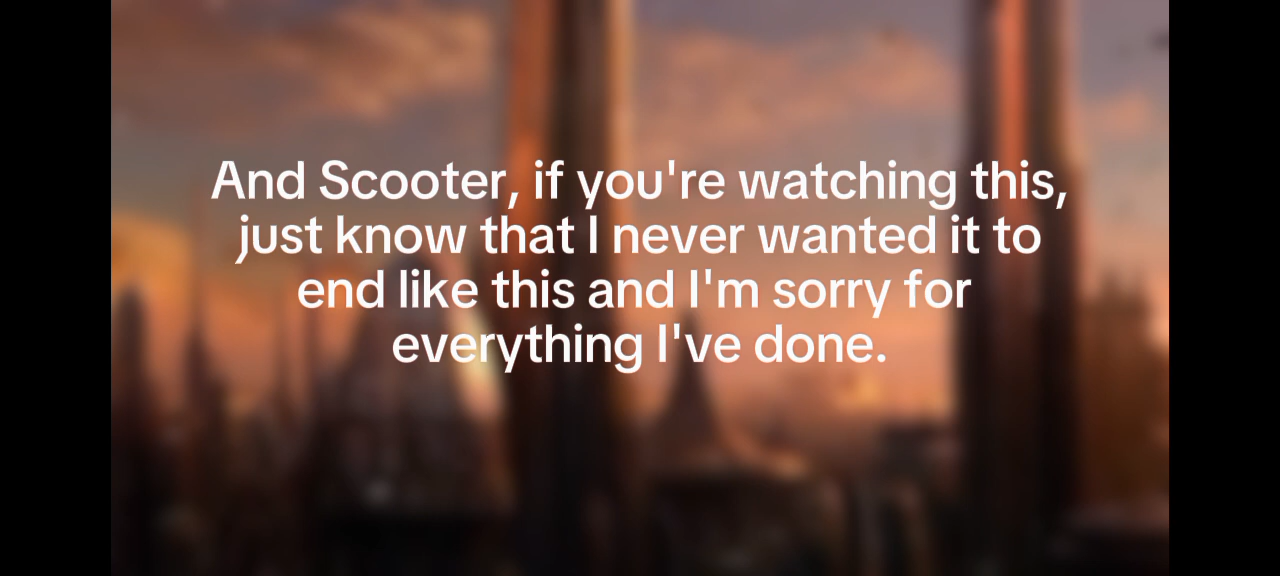 And Scooter, if you're watching this,
just know that I never wanted it to
end like this and I'm sorry for
everything I've done.